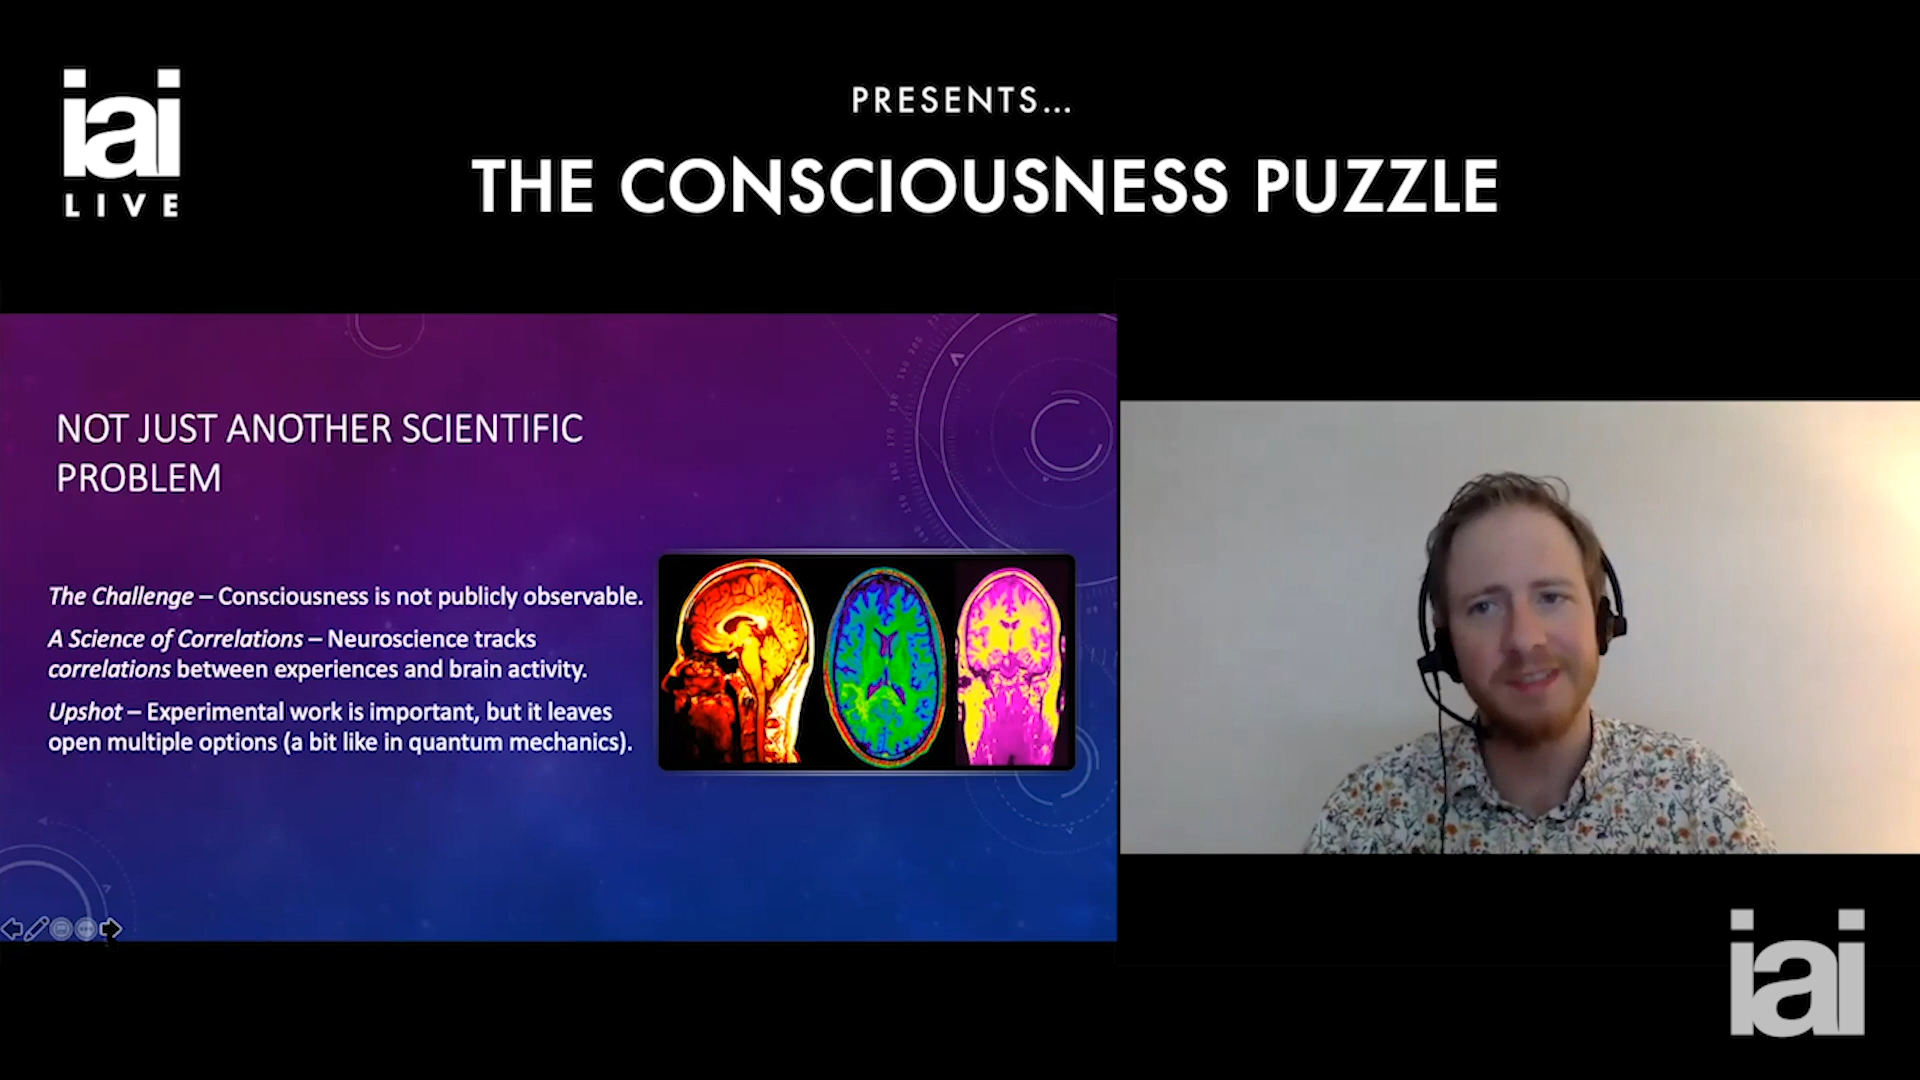 iai
LIVE
PRESENTS...
THE CONSCIOUSNESS PUZZLE
NOT JUST ANOTHER SCIENTIFIC
PROBLEM
The Challenge – Consciousness is not publicly observable.
A Science of Correlations – Neuroscience tracks
correlations between experiences and brain activity.
Upshot – Experimental work is important, but it leaves
open multiple options (a bit like in quantum mechanics).
iai